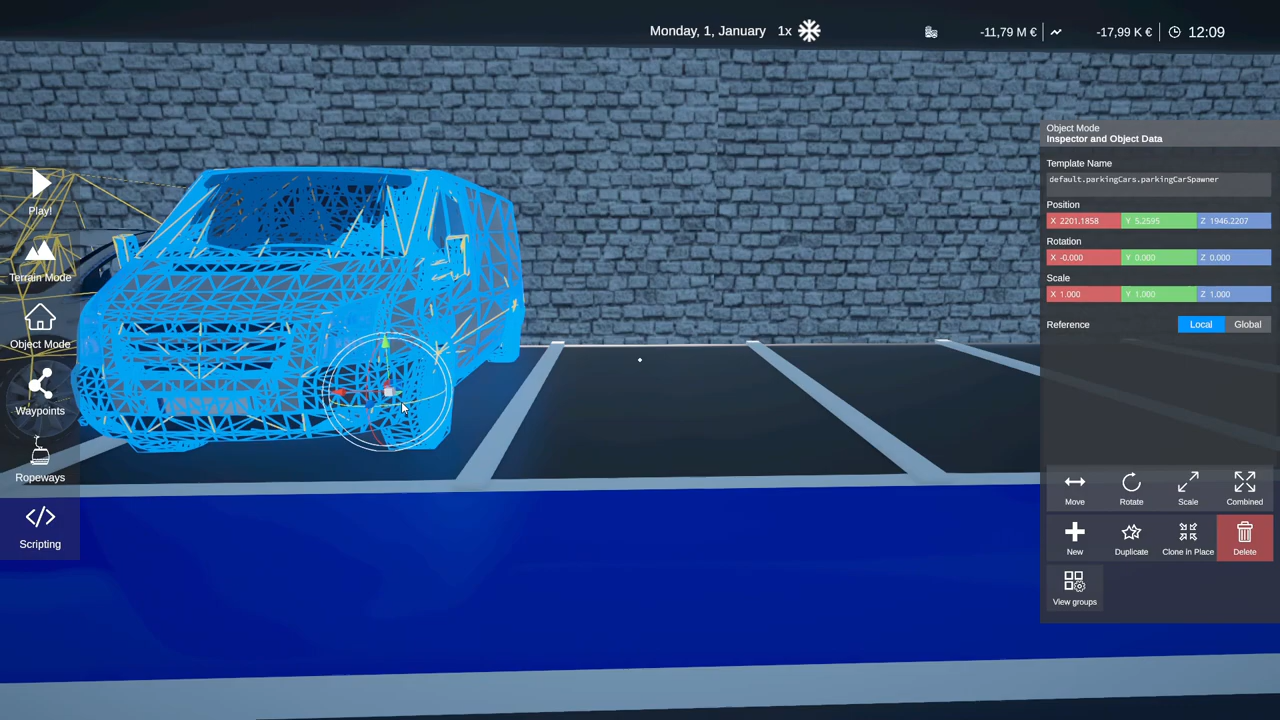 Monday, 1, January 1x -11,79 M € -17,99 K € 12:09
Object Mode
Inspector and Object Data
Template Name
default.parkingCars.parkingCarSpawner
Position
X 2201.1858 Y 5.2595 Z 1946.2207
Rotation
X -0.000 Y 0.000 Z 0.000
Scale
X 1.000 Y 1.000 Z 1.000
Reference Local Global
Move Rotate Scale Combined
New Duplicate Clone in Place Delete
View groups
Play!
Terrain Mode
Object Mode
Waypoints
Ropeways
Scripting